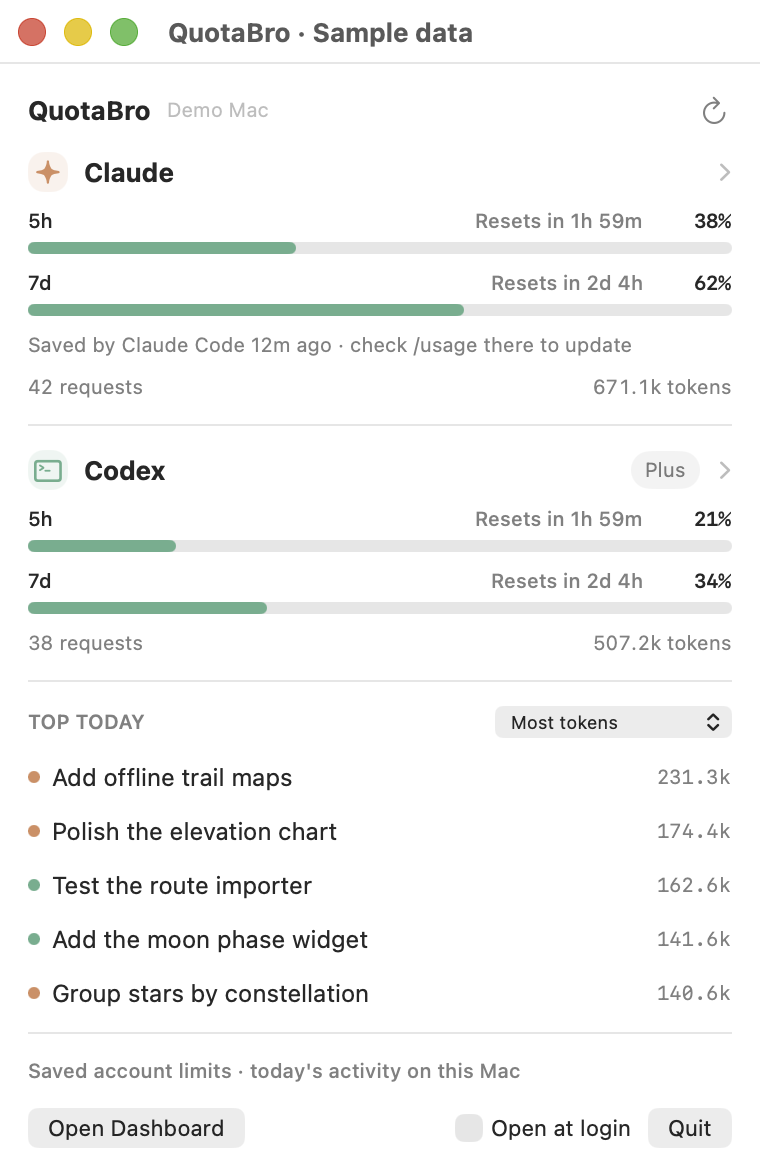 QuotaBro · Sample data
QuotaBro Demo Mac
Claude
5h Resets in 1h 59m 38%
7d Resets in 2d 4h 62%
Saved by Claude Code 12m ago · check /usage there to update
42 requests 671.1k tokens
Codex Plus
5h Resets in 1h 59m 21%
7d Resets in 2d 4h 34%
38 requests 507.2k tokens
TOP TODAY Most tokens
Add offline trail maps 231.3k
Polish the elevation chart 174.4k
Test the route importer 162.6k
Add the moon phase widget 141.6k
Group stars by constellation 140.6k
Saved account limits · today's activity on this Mac
Open Dashboard Open at login Quit